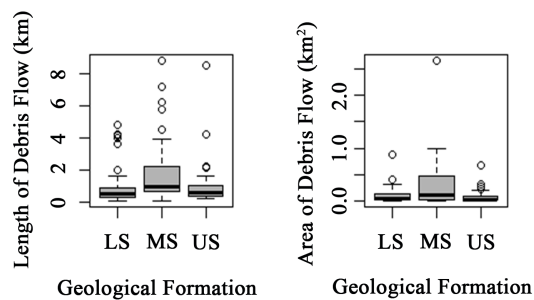 Length of Debris Flow (km)
8
6
4
2
0
LS MS US
Geological Formation
Area of Debris Flow (km²)
2.0
1.0
0.0
LS MS US
Geological Formation